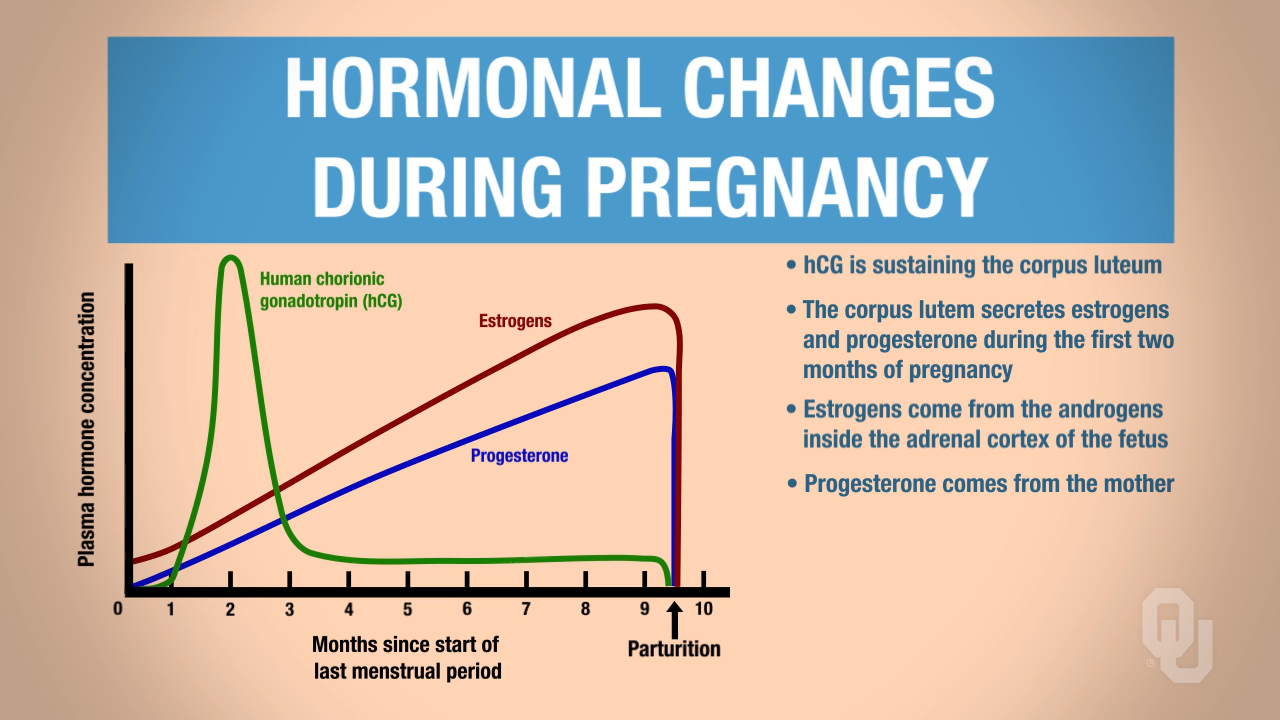 HORMONAL CHANGES
DURING PREGNANCY
Human chorionic
gonadotropin (hCG)
Estrogens
Progesterone
Plasma hormone concentration
0 1 2 3 4 5 6 7 8 9 10
Months since start of
last menstrual period
Parturition
• hCG is sustaining the corpus luteum
• The corpus lutem secretes estrogens
and progesterone during the first two
months of pregnancy
• Estrogens come from the androgens
inside the adrenal cortex of the fetus
• Progesterone comes from the mother
OU
®